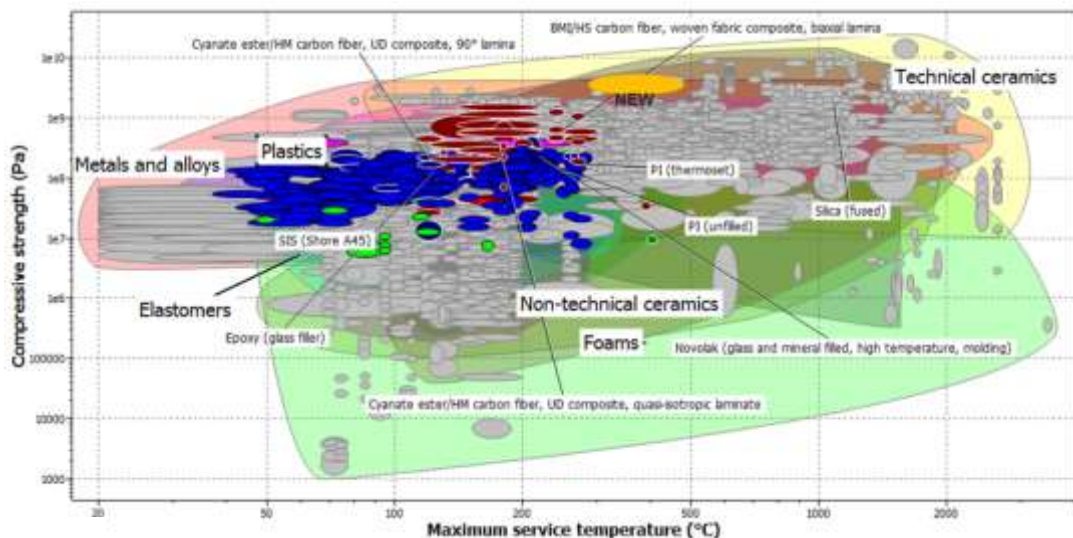 BMI/HS carbon fiber, woven fabric composite, biaxial lamina
Cyanate ester/HM carbon fiber, UD composite, 90° lamina
1e10
Technical ceramics
NEW
1e9
Plastics
Metals and alloys
PI (thermoset)
1e8
Silica (fused)
PI (unfilled)
1e7
SIS (Shore A45)
Elastomers
1e6
Non-technical ceramics
Epoxy (glass filler)
Foams
Novolak (glass and mineral filled, high temperature, molding)
100000
Cyanate ester/HM carbon fiber, UD composite, quasi-isotropic laminate
10000
1000
Compressive strength (Pa)
20 50 100 200 500 1000 2000
Maximum service temperature (°C)